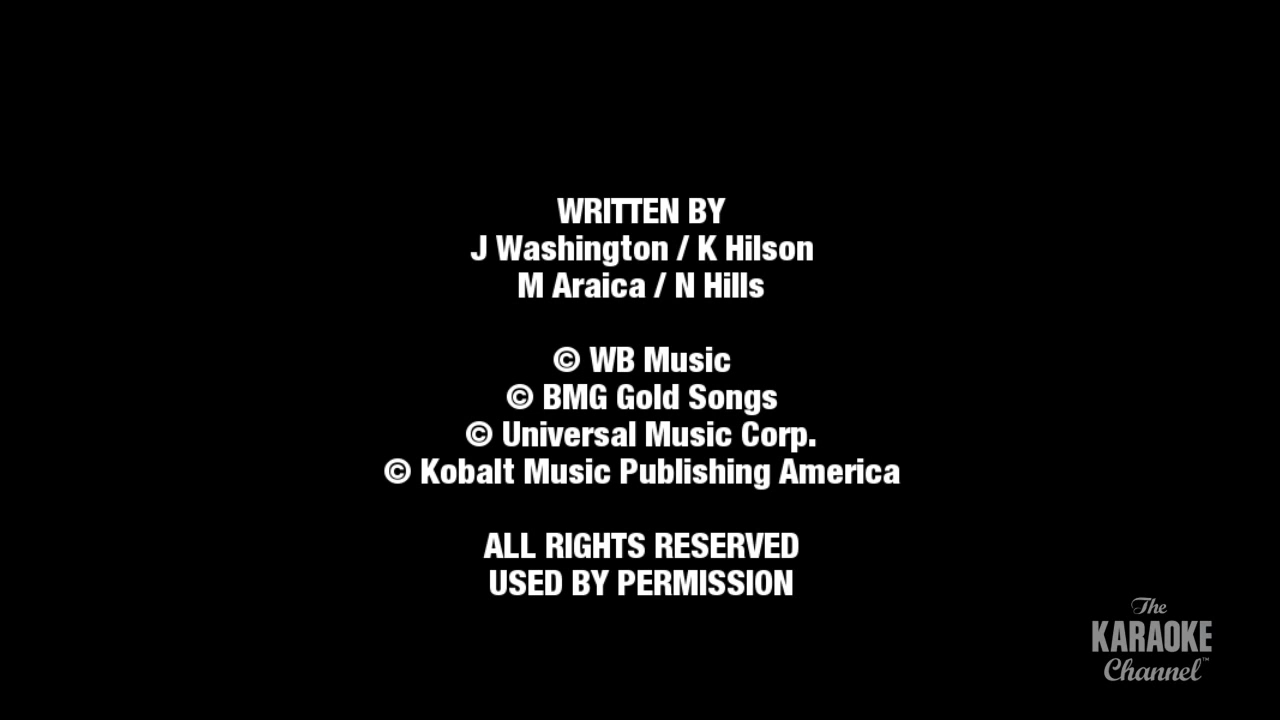 WRITTEN BY
J Washington / K Hilson
M Araica / N Hills
© WB Music
© BMG Gold Songs
© Universal Music Corp.
© Kobalt Music Publishing America
ALL RIGHTS RESERVED
USED BY PERMISSION
The
KARAOKE
Channel™